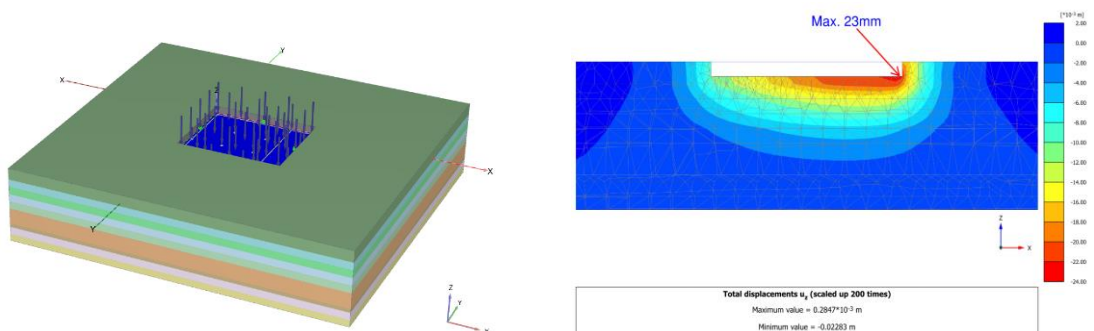 Y
X
Z
X
Y
Z
Y
X
Max. 23mm
[*10⁻³ m]
2.00
0.00
-2.00
-4.00
-6.00
-8.00
-10.00
-12.00
-14.00
-16.00
-18.00
-20.00
-22.00
-24.00
Z
X
Total displacements u_z (scaled up 200 times)
Maximum value = 0.2847*10⁻³ m
Minimum value = -0.02283 m